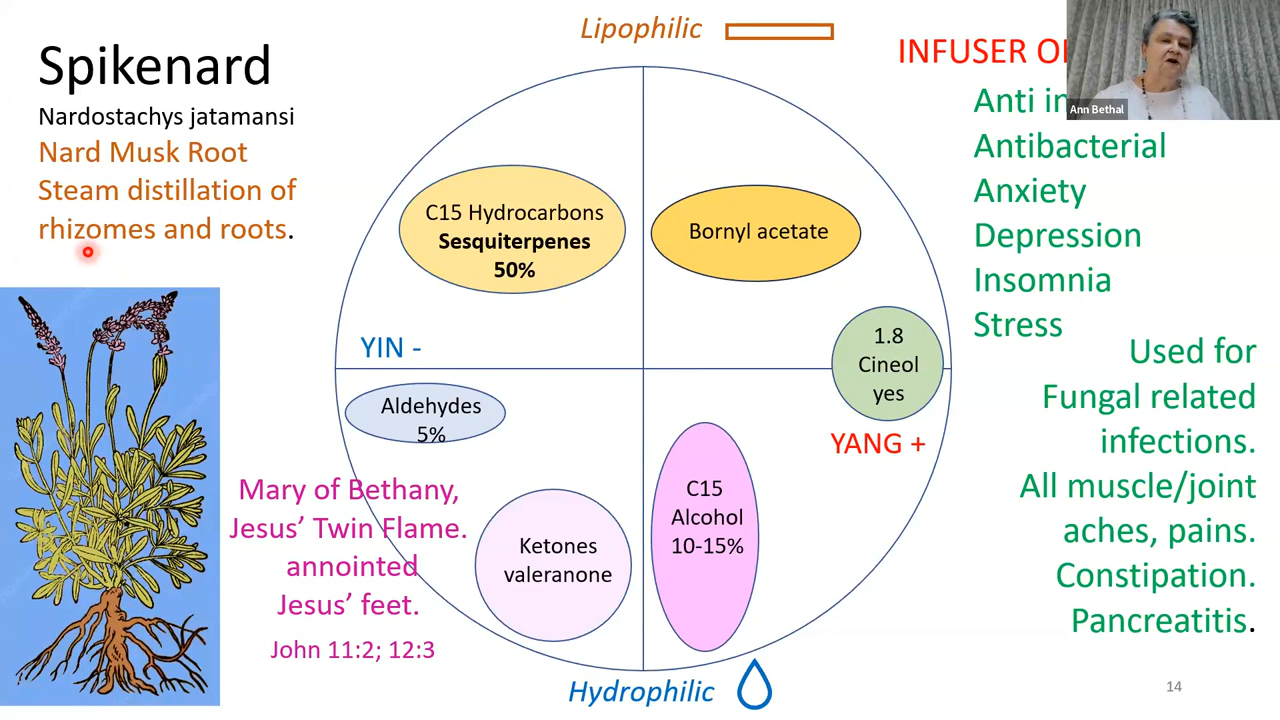 Spikenard
Nardostachys jatamansi
Nard Musk Root
Steam distillation of
rhizomes and roots.
Lipophilic
C15 Hydrocarbons
Sesquiterpenes
50%
Bornyl acetate
YIN -
1.8
Cineol
yes
YANG +
Aldehydes
5%
Ketones
valeranone
C15
Alcohol
10-15%
Hydrophilic
Mary of Bethany,
Jesus’ Twin Flame.
annointed
Jesus’ feet.
John 11:2; 12:3
INFUSER
Anti
Antibacterial
Anxiety
Depression
Insomnia
Stress
Used for
Fungal related
infections.
All muscle/joint
aches, pains.
Constipation.
Pancreatitis.
Ann Bethal
14